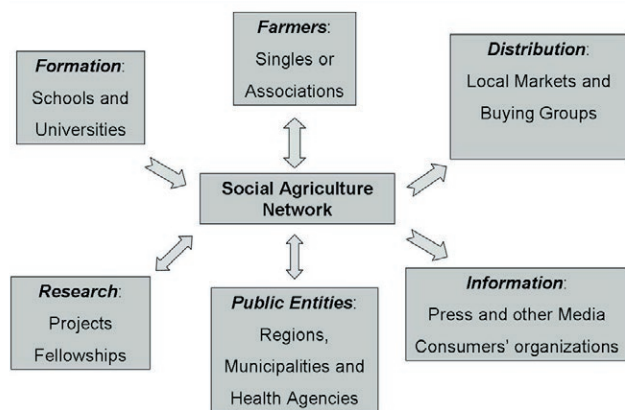 Farmers:
Singles or
Associations
Formation:
Schools and
Universities
Distribution:
Local Markets and
Buying Groups
Social Agriculture
Network
Research:
Projects
Fellowships
Public Entities:
Regions,
Municipalities and
Health Agencies
Information:
Press and other Media
Consumers’ organizations